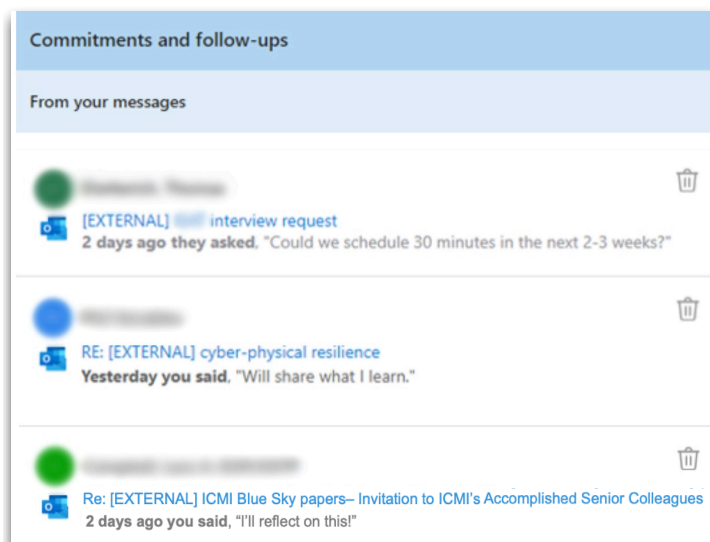 Commitments and follow-ups
From your messages
[EXTERNAL] interview request
2 days ago they asked, "Could we schedule 30 minutes in the next 2-3 weeks?"
RE: [EXTERNAL] cyber-physical resilience
Yesterday you said, "Will share what I learn."
Re: [EXTERNAL] ICMI Blue Sky papers– Invitation to ICMI's Accomplished Senior Colleagues
2 days ago you said, “I'll reflect on this!”